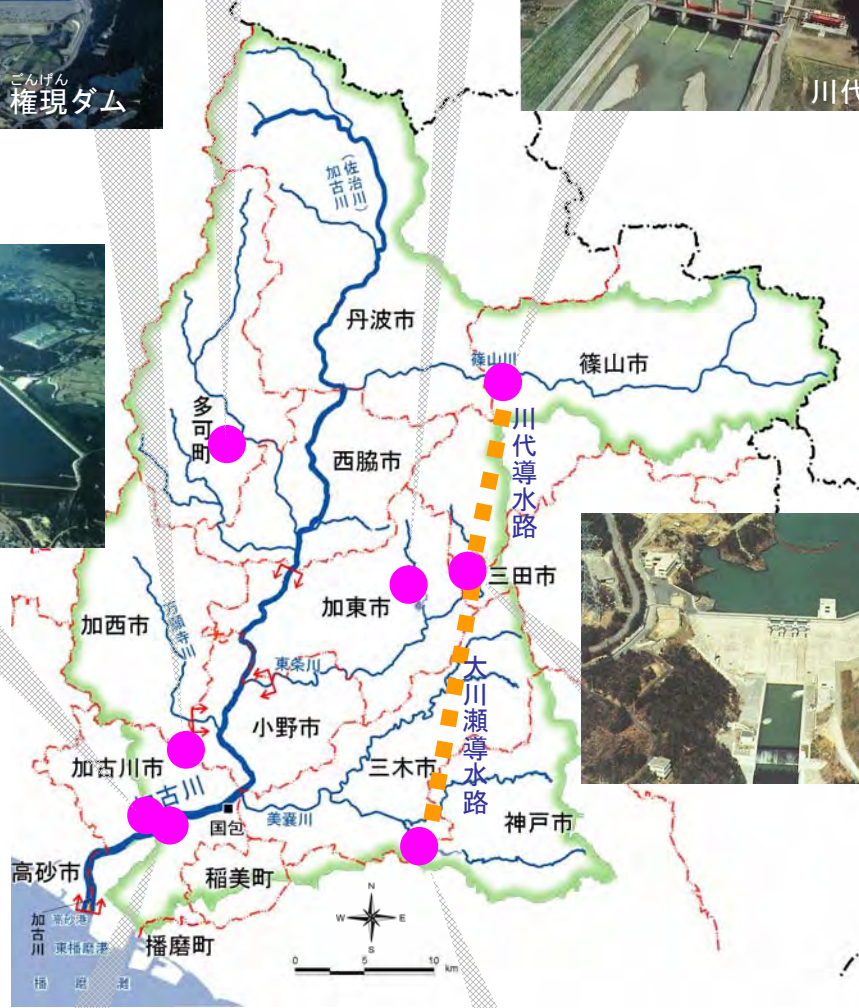 ごんげん
権現ダム
川代
(佐治川)
加古川
丹波市
篠山川
篠山市
多可町
西脇市
川代導水路
三田市
加東市
加西市
万願寺川
東条川
大川瀬導水路
小野市
加古川市
三木市
古川
国包
美嚢川
神戸市
高砂市
稲美町
加古川
高砂港
東播磨港
播磨町
播磨灘
N
W
E
S
0
5
10
km